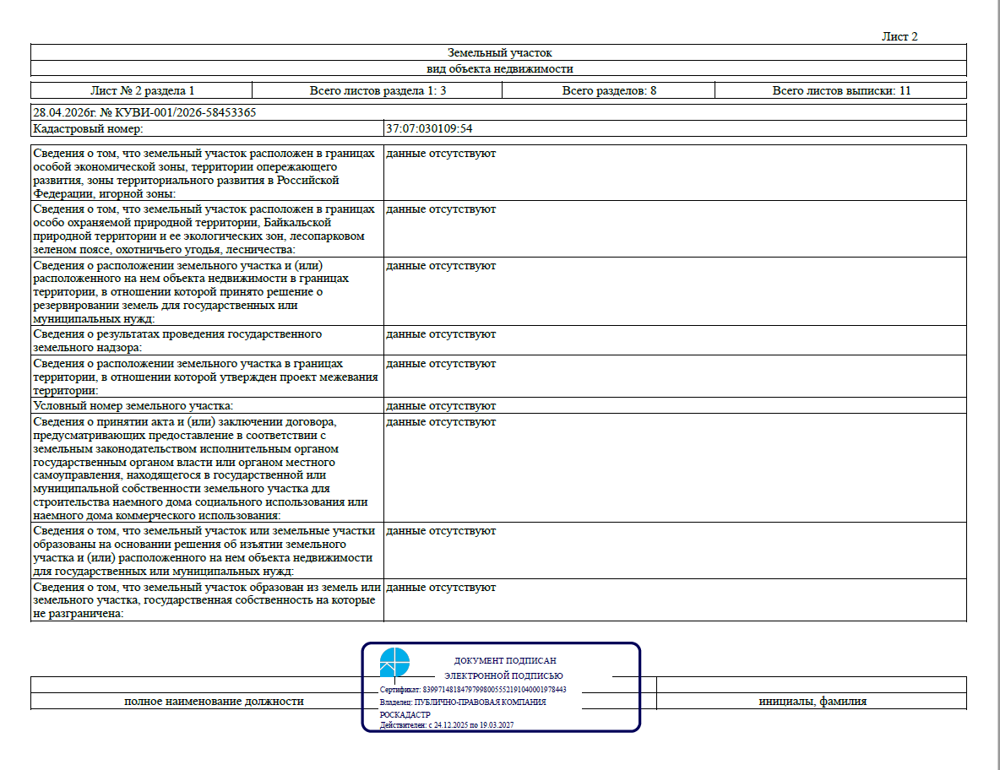 Лист 2
Земельный участок
вид объекта недвижимости
Лист № 2 раздела 1
Всего листов раздела 1: 3
Всего разделов: 8
Всего листов выписки: 11
28.04.2026г. № КУВИ-001/2026-58453365
Кадастровый номер:
37:07:030109:54
Сведения о том, что земельный участок расположен в границах
особой экономической зоны, территории опережающего
развития, зоны территориального развития в Российской
Федерации, игорной зоны:
данные отсутствуют
Сведения о том, что земельный участок расположен в границах
особо охраняемой природной территории, Байкальской
природной территории и ее экологических зон, лесопарковом
зеленом поясе, охотничьего угодья, лесничества:
данные отсутствуют
Сведения о расположении земельного участка и (или)
расположенного на нем объекта недвижимости в границах
территории, в отношении которой принято решение о
резервировании земель для государственных или
муниципальных нужд:
данные отсутствуют
Сведения о результатах проведения государственного
земельного надзора:
данные отсутствуют
Сведения о расположении земельного участка в границах
территории, в отношении которой утвержден проект межевания
территории:
данные отсутствуют
Условный номер земельного участка:
данные отсутствуют
Сведения о принятии акта и (или) заключении договора,
предусматривающих предоставление в соответствии с
земельным законодательством исполнительным органом
государственным органом власти или органом местного
самоуправления, находящегося в государственной или
муниципальной собственности земельного участка для
строительства наемного дома социального использования или
наемного дома коммерческого использования:
данные отсутствуют
Сведения о том, что земельный участок или земельные участки
образованы на основании решения об изъятии земельного
участка и (или) расположенного на нем объекта недвижимости
для государственных или муниципальных нужд:
данные отсутствуют
Сведения о том, что земельный участок образован из земель или
земельного участка, государственная собственность на которые
не разграничена:
данные отсутствуют
ДОКУМЕНТ ПОДПИСАН
ЭЛЕКТРОННОЙ ПОДПИСЬЮ
Сертификат: 83997148184797998005552191040001978443
Владелец: ПУБЛИЧНО-ПРАВОВАЯ КОМПАНИЯ
РОСКАДАСТР
Действителен: с 24.12.2025 по 19.03.2027
полное наименование должности
инициалы, фамилия